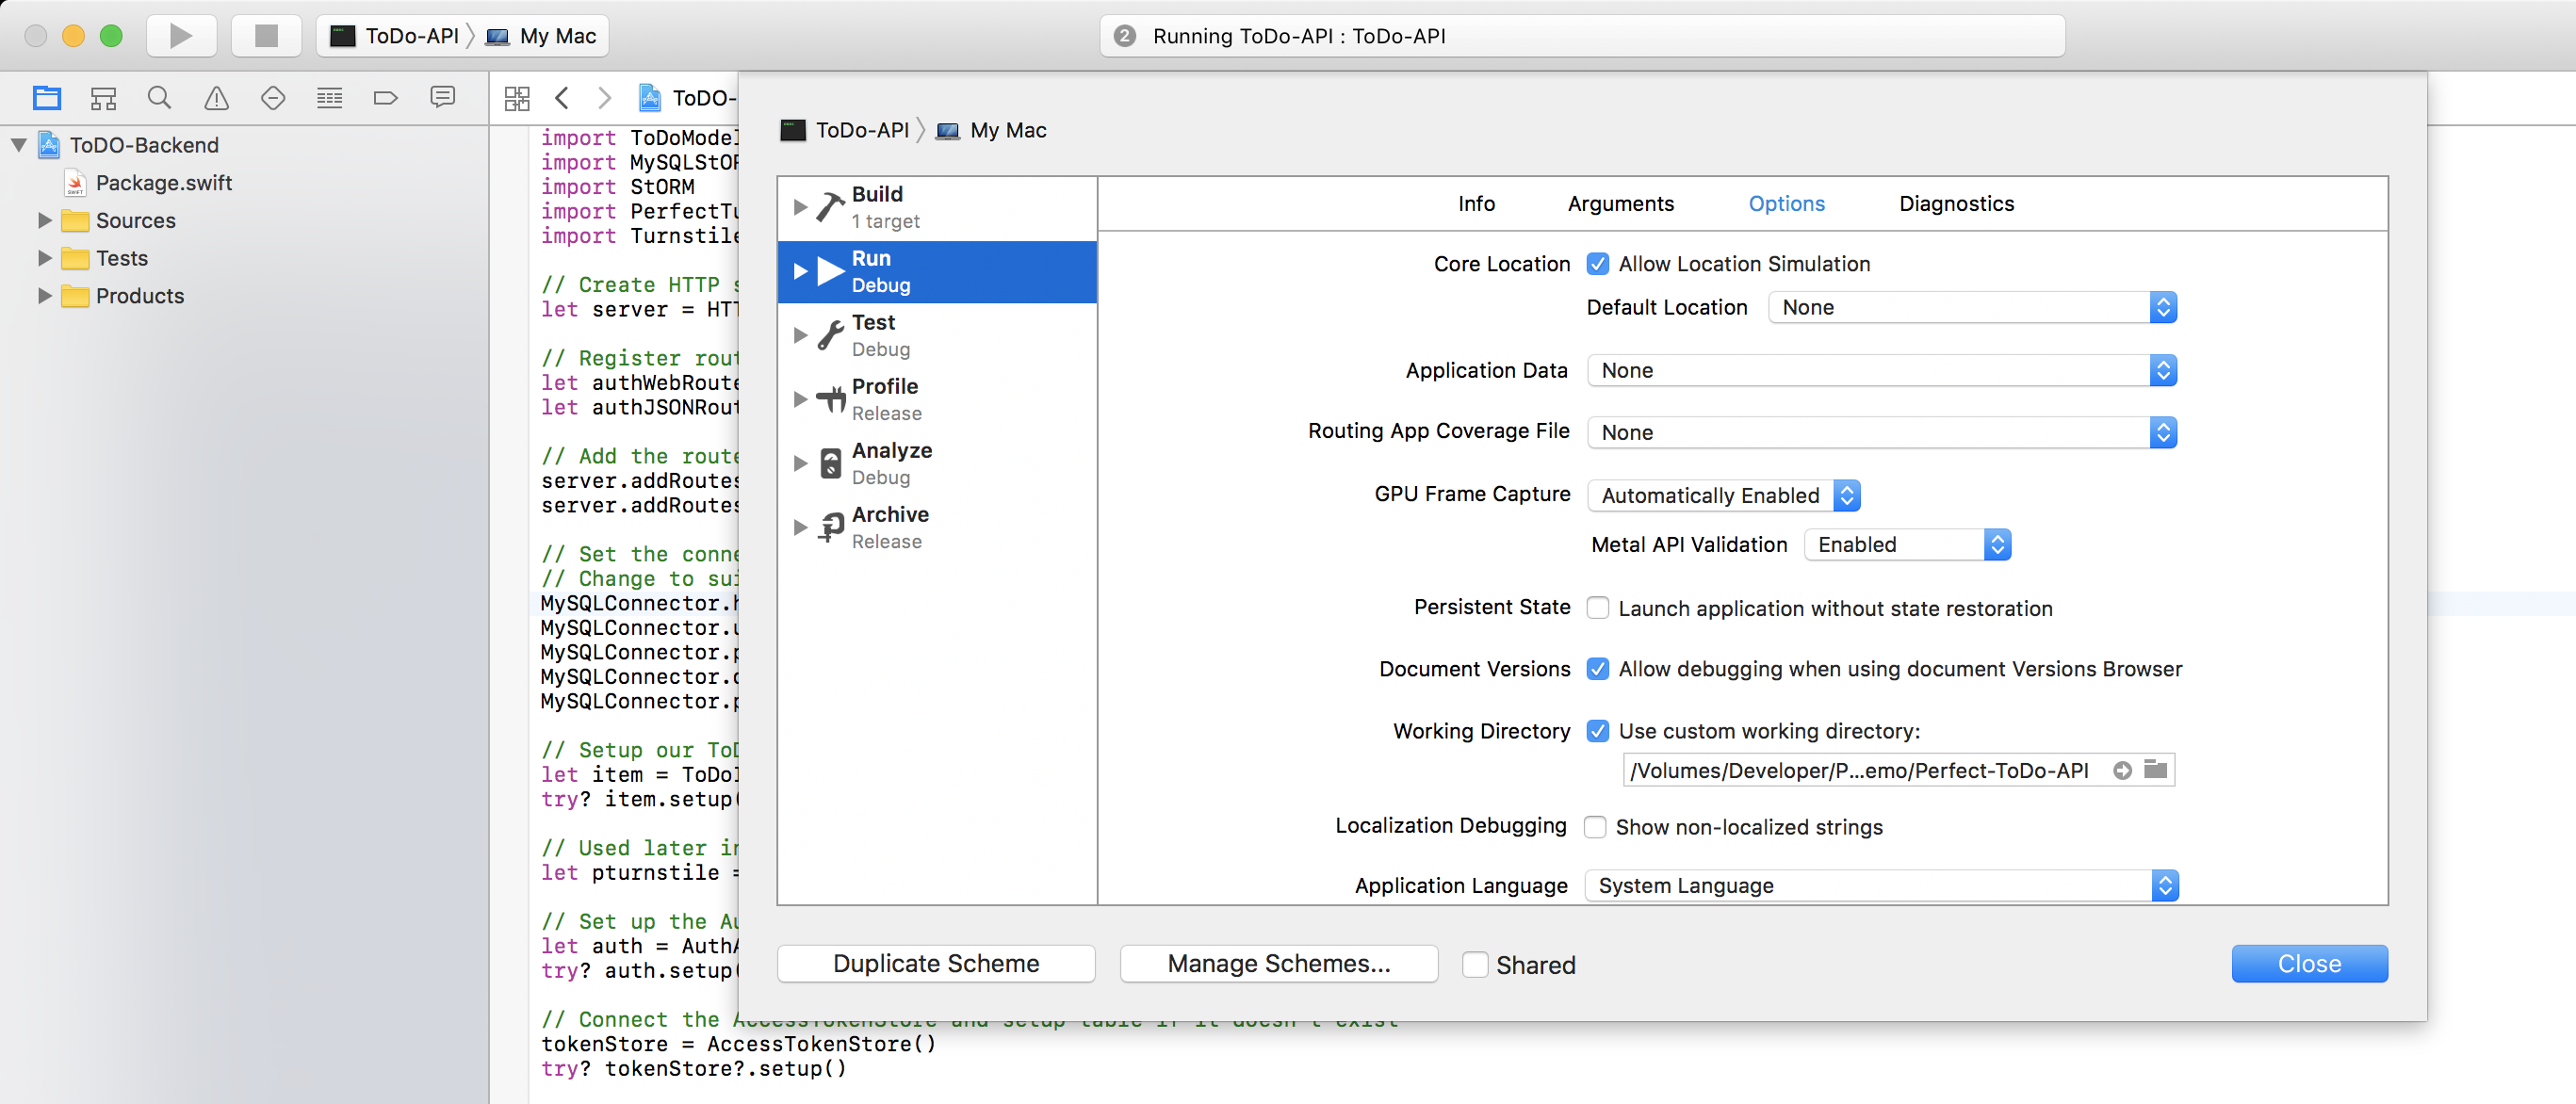 ToDo-API 〉 My Mac
2 Running ToDo-API : ToDo-API
ToDO-
ToDO-Backend
Package.swift
Sources
Tests
Products
import ToDoModel
import MySQLStOR
import StORM
import PerfectTu
import Turnstile
// Create HTTP s
let server = HTT
// Register rout
let authWebRoute
let authJSONRout
// Add the route
server.addRoutes
server.addRoutes
// Set the conne
// Change to sui
MySQLConnector.h
MySQLConnector.u
MySQLConnector.p
MySQLConnector.d
MySQLConnector.p
// Setup our ToD
let item = ToDoI
try? item.setup(
// Used later in
let pturnstile =
// Set up the Au
let auth = AuthA
try? auth.setup(
// Connect the AccessTokenStore and setup table if it doesn't exist
tokenStore = AccessTokenStore()
try? tokenStore?.setup()
ToDo-API 〉 My Mac
Build
1 target
Run
Debug
Test
Debug
Profile
Release
Analyze
Debug
Archive
Release
Info Arguments Options Diagnostics
Core Location Allow Location Simulation
Default Location None
Application Data None
Routing App Coverage File None
GPU Frame Capture Automatically Enabled
Metal API Validation Enabled
Persistent State Launch application without state restoration
Document Versions Allow debugging when using document Versions Browser
Working Directory Use custom working directory:
/Volumes/Developer/P...emo/Perfect-ToDo-API
Localization Debugging Show non-localized strings
Application Language System Language
Duplicate Scheme Manage Schemes... Shared Close